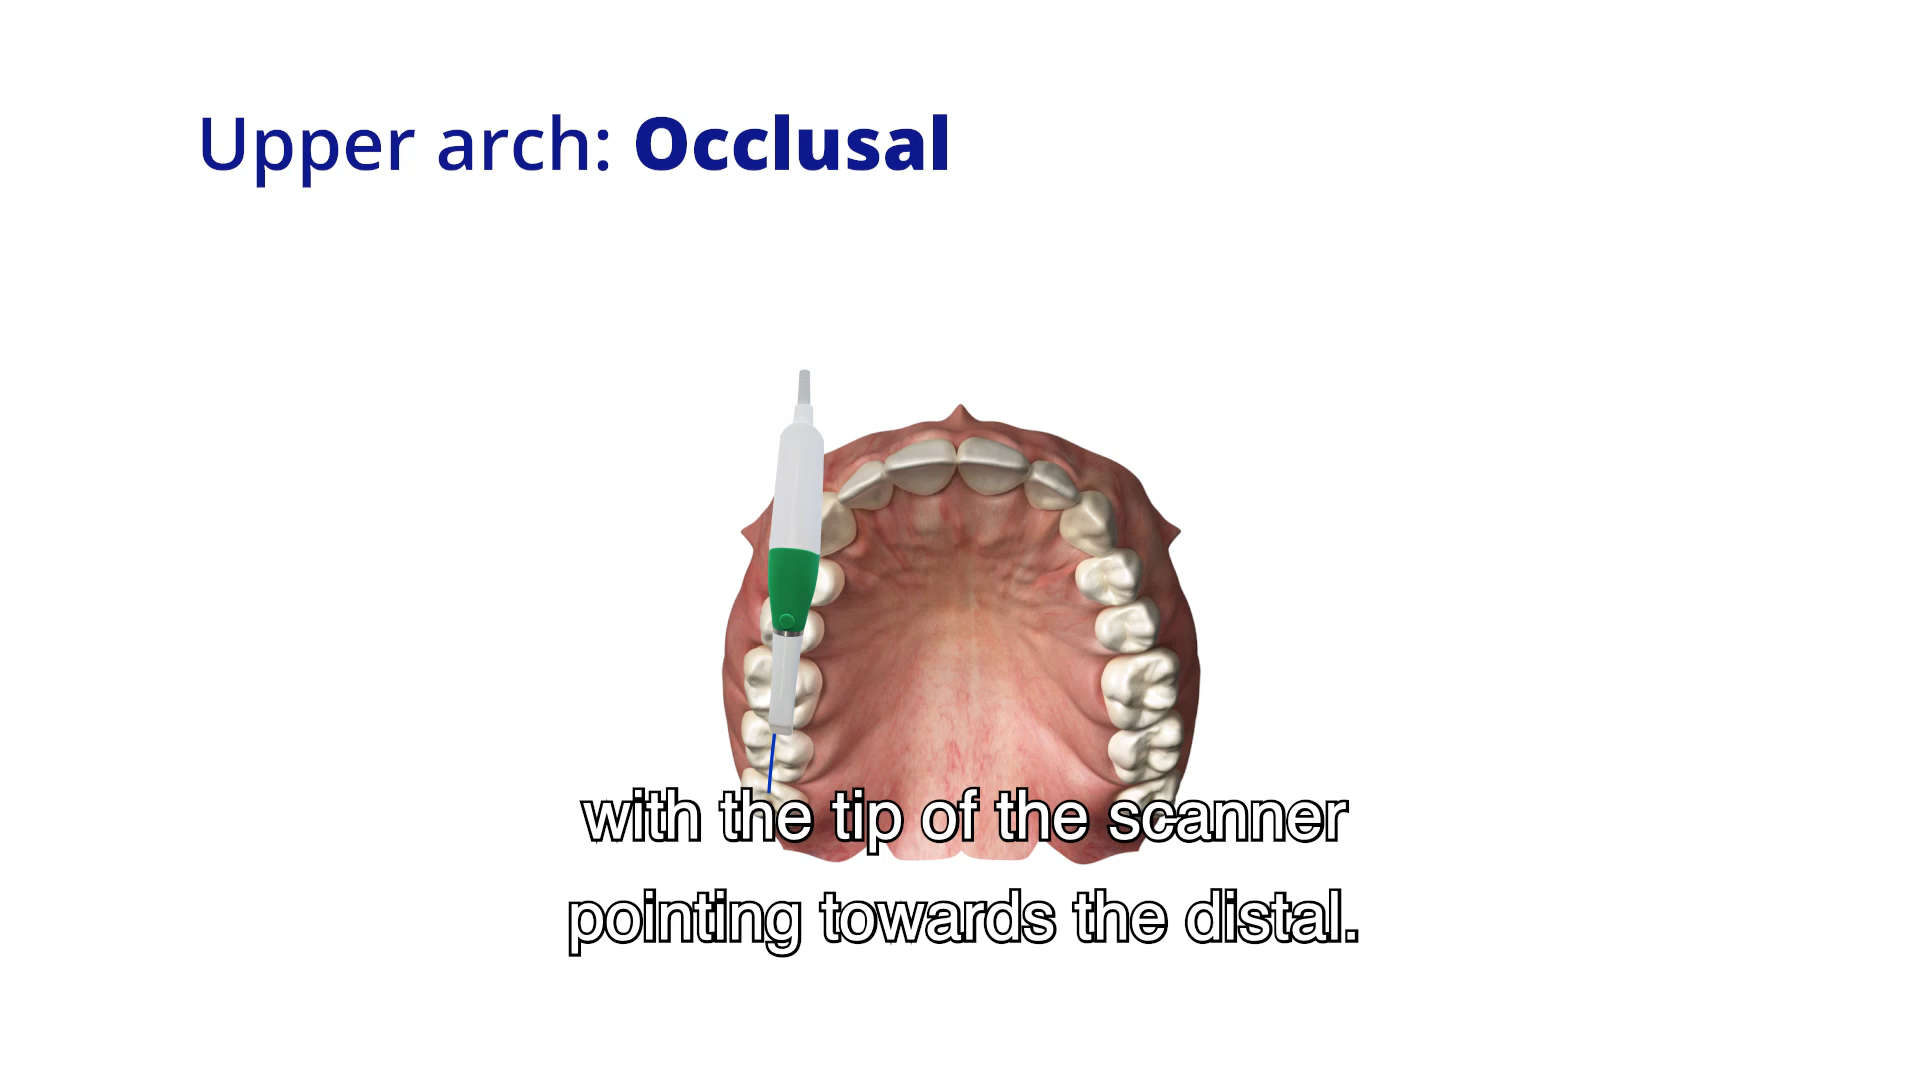 Upper arch: Occlusal
with the tip of the scanner
pointing towards the distal.